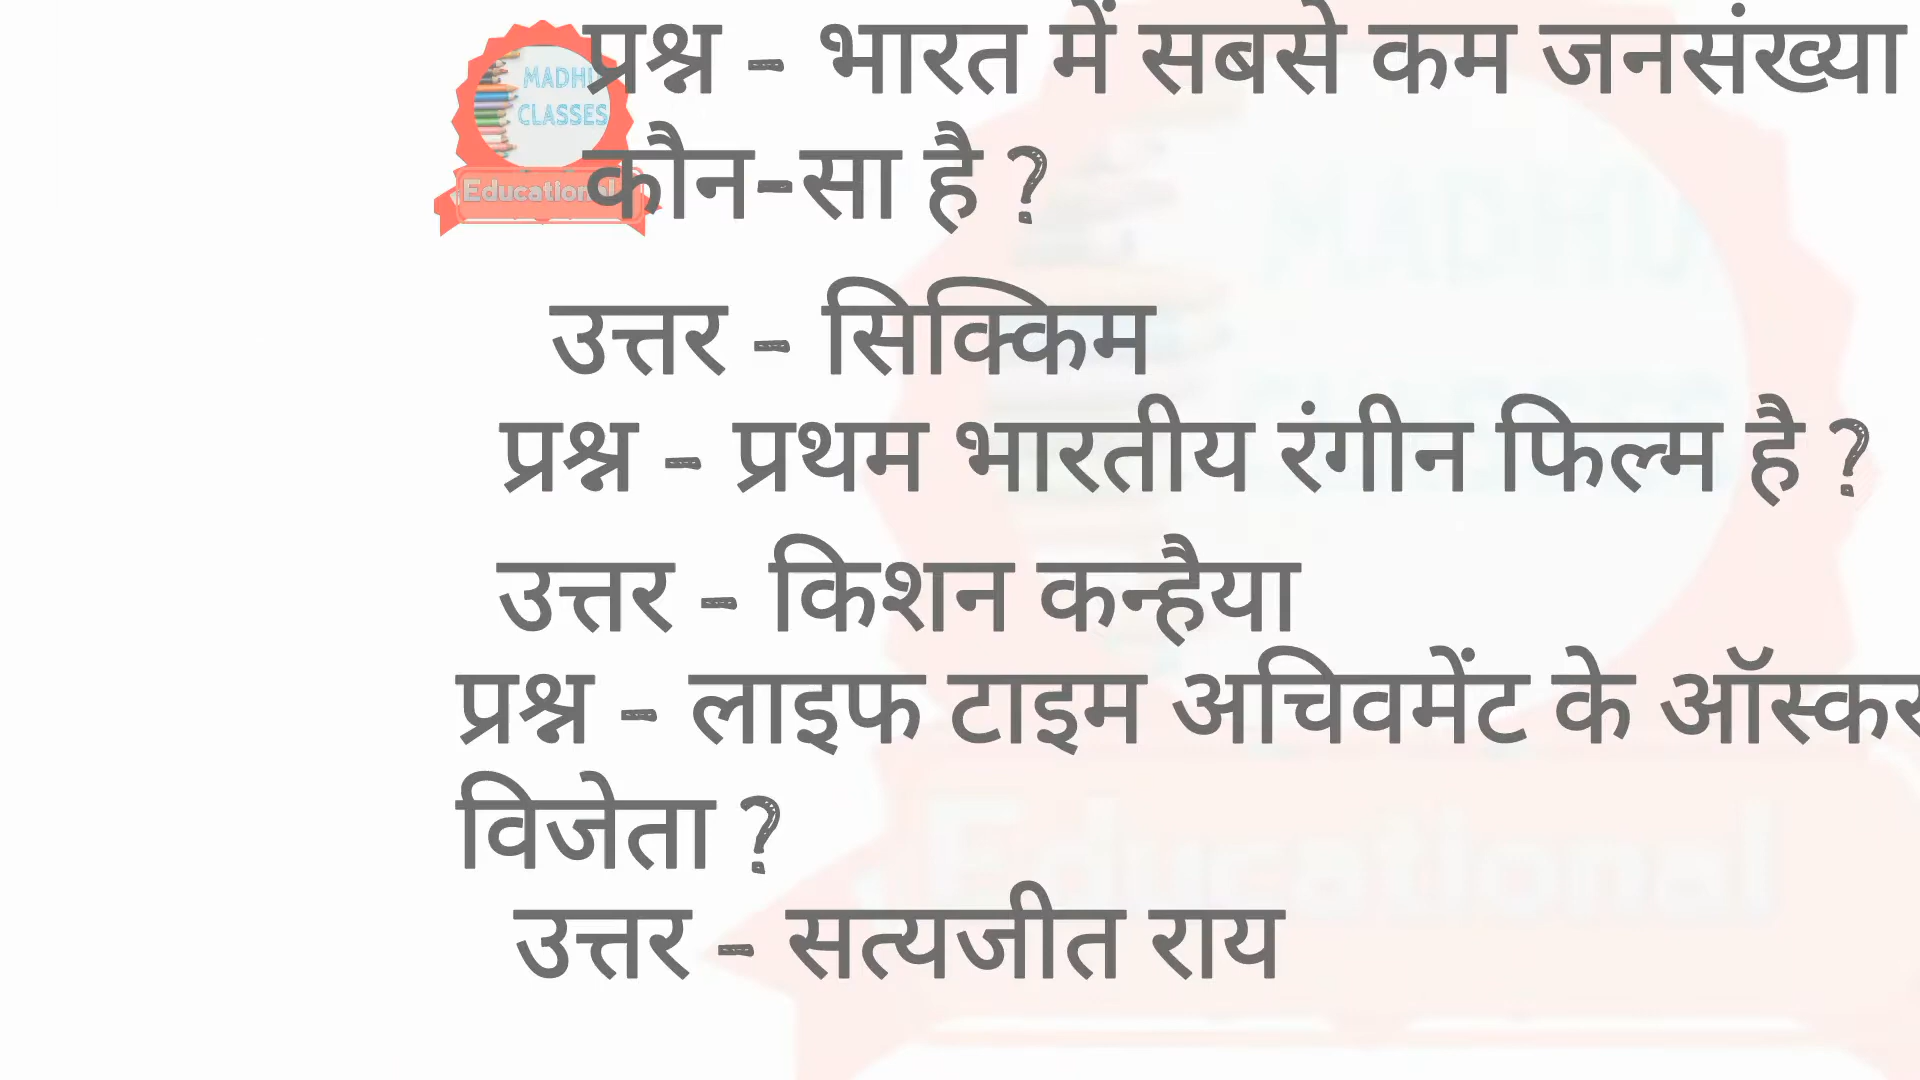 MADHU
CLASSES
Educational
प्रश्न - भारत में सबसे कम जनसंख्या
कौन-सा है ?
उत्तर - सिक्किम
प्रश्न - प्रथम भारतीय रंगीन फिल्म है ?
उत्तर - किशन कन्हैया
प्रश्न - लाइफ टाइम अचिवमेंट के ऑस्कर
विजेता ?
उत्तर - सत्यजीत राय